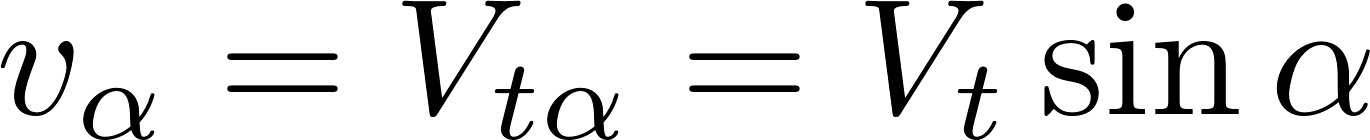 v_α = V_{tα} = V_t sin α